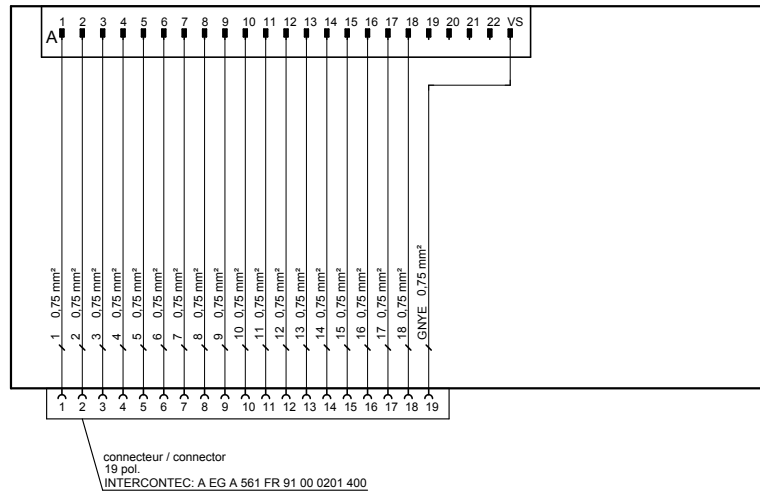 1 2 3 4 5 6 7 8 9 10 11 12 13 14 15 16 17 18 19 20 21 22 VS
A
1 0,75 mm²
2 0,75 mm²
3 0,75 mm²
4 0,75 mm²
5 0,75 mm²
6 0,75 mm²
7 0,75 mm²
8 0,75 mm²
9 0,75 mm²
10 0,75 mm²
11 0,75 mm²
12 0,75 mm²
13 0,75 mm²
14 0,75 mm²
15 0,75 mm²
16 0,75 mm²
17 0,75 mm²
18 0,75 mm²
GNYE 0,75 mm²
1 2 3 4 5 6 7 8 9 10 11 12 13 14 15 16 17 18 19
connecteur / connector
19 pol.
INTERCONTEC: A EG A 561 FR 91 00 0201 400